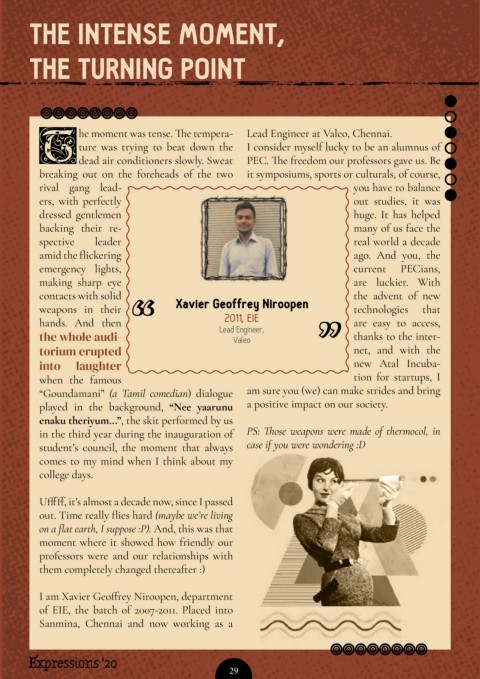 THE INTENSE MOMENT,
THE TURNING POINT
The moment was tense. The tempera-
ture was trying to beat down the
dead air conditioners slowly. Sweat
breaking out on the foreheads of the two
rival gang lead-
ers, with perfectly
dressed gentlemen
backing their re-
spective leader
amid the flickering
emergency lights,
making sharp eye
contacts with solid
weapons in their
hands. And then
the whole audi-
torium erupted
into laughter
when the famous
“Goundamani” (a Tamil comedian) dialogue
played in the background, “Nee yaarunu
enaku theriyum...”, the skit performed by us
in the third year during the inauguration of
student’s council, the moment that always
comes to my mind when I think about my
college days.
Uffff, it’s almost a decade now, since I passed
out. Time really flies hard (maybe we’re living
on a flat earth, I suppose :P). And, this was that
moment where it showed how friendly our
professors were and our relationships with
them completely changed thereafter :)
I am Xavier Geoffrey Niroopen, department
of EIE, the batch of 2007-2011. Placed into
Sanmina, Chennai and now working as a
Lead Engineer at Valeo, Chennai.
I consider myself lucky to be an alumnus of
PEC. The freedom our professors gave us. Be
it symposiums, sports or culturals, of course,
you have to balance
out studies, it was
huge. It has helped
many of us face the
real world a decade
ago. And you, the
current PECians,
are luckier. With
the advent of new
technologies that
are easy to access,
thanks to the inter-
net, and with the
new Atal Incuba-
tion for startups, I
am sure you (we) can make strides and bring
a positive impact on our society.
PS: Those weapons were made of thermocol, in
case if you were wondering :D
Xavier Geoffrey Niroopen
2011, EIE
Lead Engineer,
Valeo
Expressions '20
29